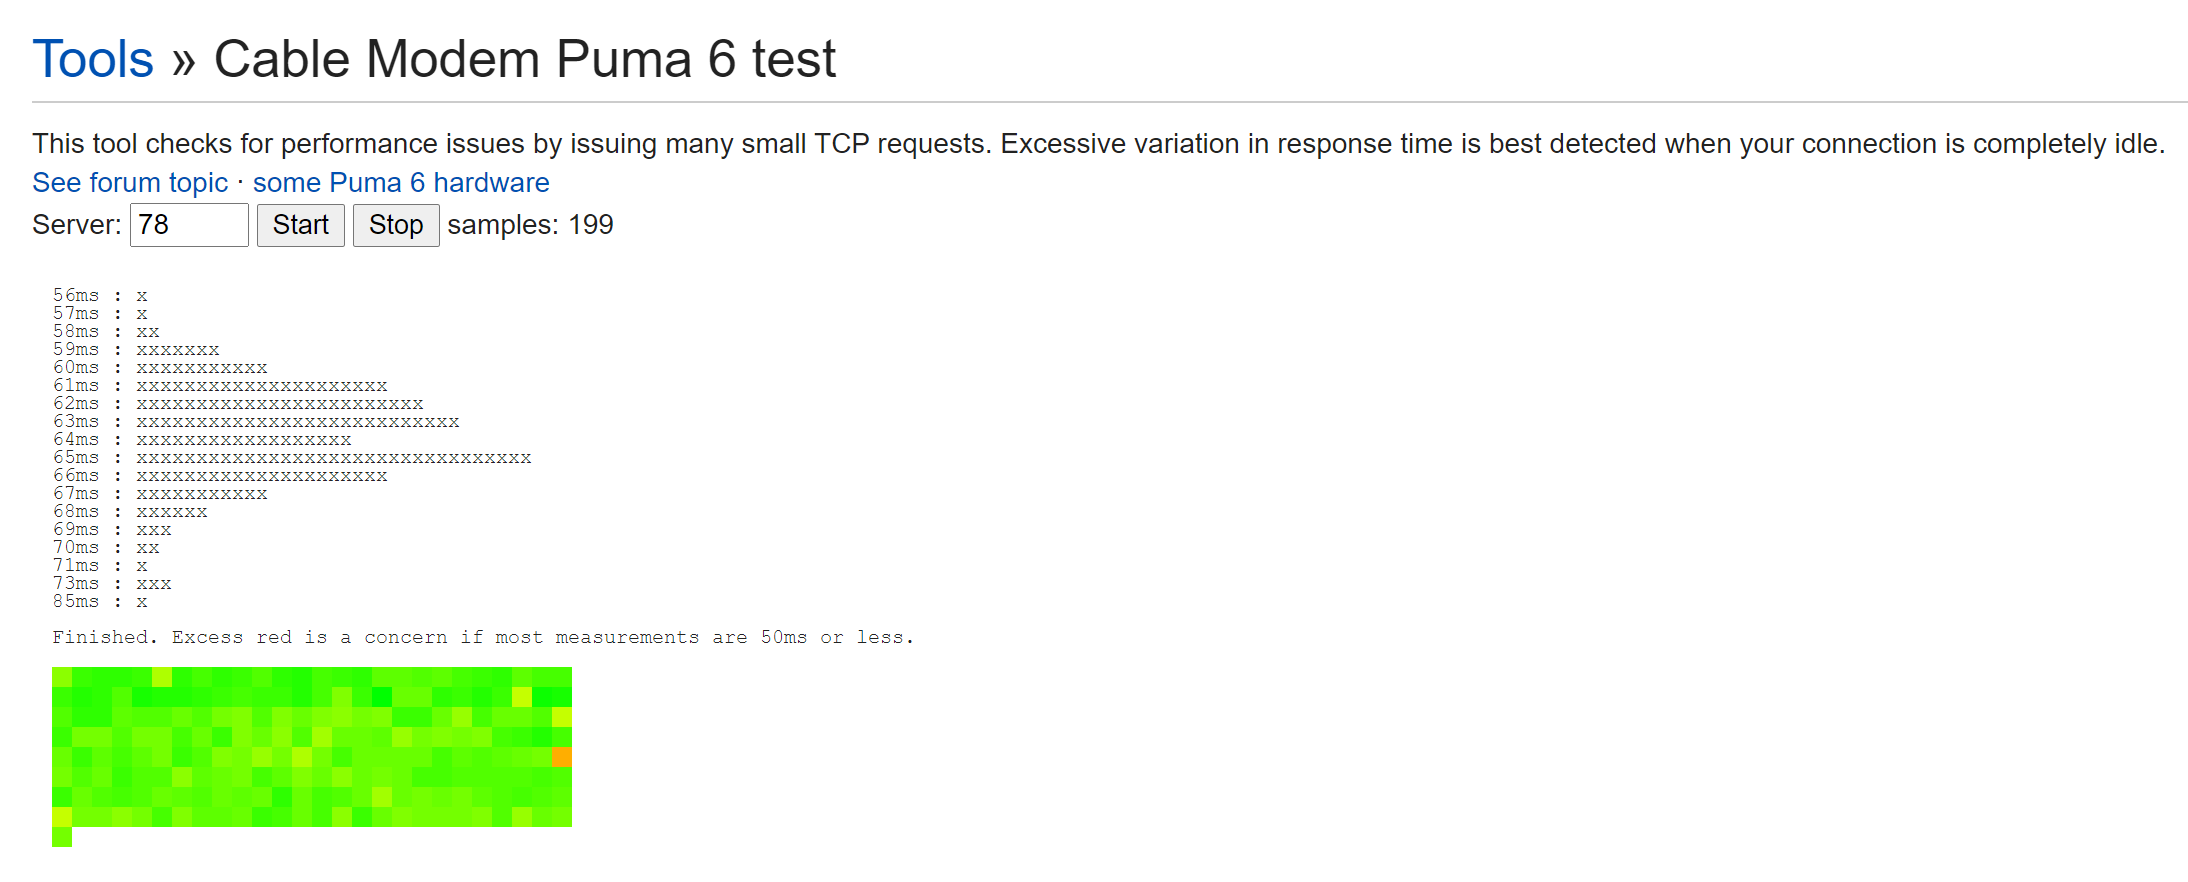 Tools » Cable Modem Puma 6 test
This tool checks for performance issues by issuing many small TCP requests. Excessive variation in response time is best detected when your connection is completely idle.
See forum topic · some Puma 6 hardware
Server: 78 Start Stop samples: 199
56ms : x
57ms : x
58ms : xx
59ms : xxxxxxx
60ms : xxxxxxxxxxx
61ms : xxxxxxxxxxxxxxxxxxxxx
62ms : xxxxxxxxxxxxxxxxxxxxxxxx
63ms : xxxxxxxxxxxxxxxxxxxxxxxxxxx
64ms : xxxxxxxxxxxxxxxxxx
65ms : xxxxxxxxxxxxxxxxxxxxxxxxxxxxxxxxx
66ms : xxxxxxxxxxxxxxxxxxxxx
67ms : xxxxxxxxxxx
68ms : xxxxxx
69ms : xxx
70ms : xx
71ms : x
73ms : xxx
85ms : x
Finished. Excess red is a concern if most measurements are 50ms or less.